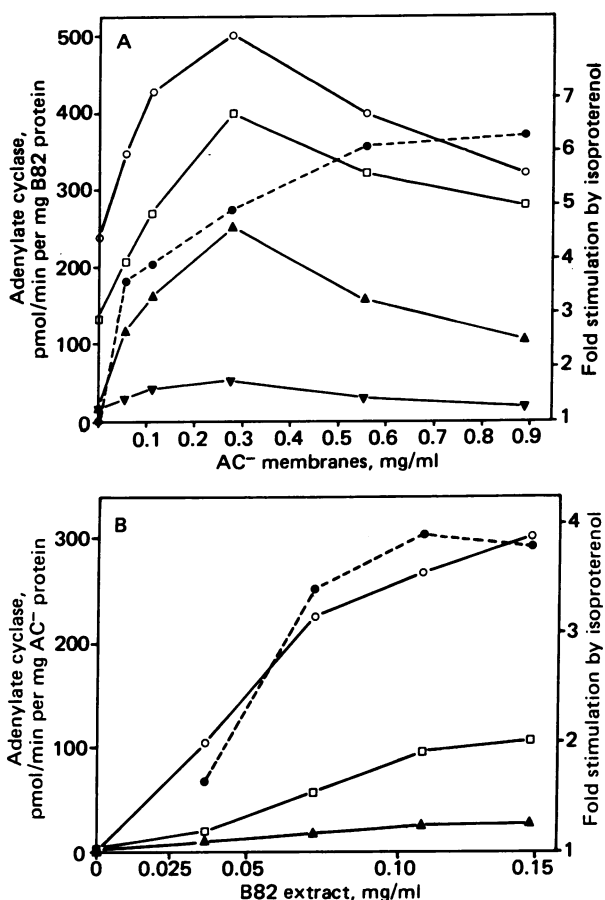 A
Adenylate cyclase,
pmol/min per mg B82 protein
500
400
300
200
100
0
Fold stimulation by isoproterenol
7
6
5
4
3
2
1
0.1 0.2 0.3 0.4 0.5 0.6 0.7 0.8 0.9
AC⁻ membranes, mg/ml
B
Adenylate cyclase,
pmol/min per mg AC⁻ protein
300
200
100
0
Fold stimulation by isoproterenol
4
3
2
1
0 0.025 0.05 0.10 0.15
B82 extract, mg/ml